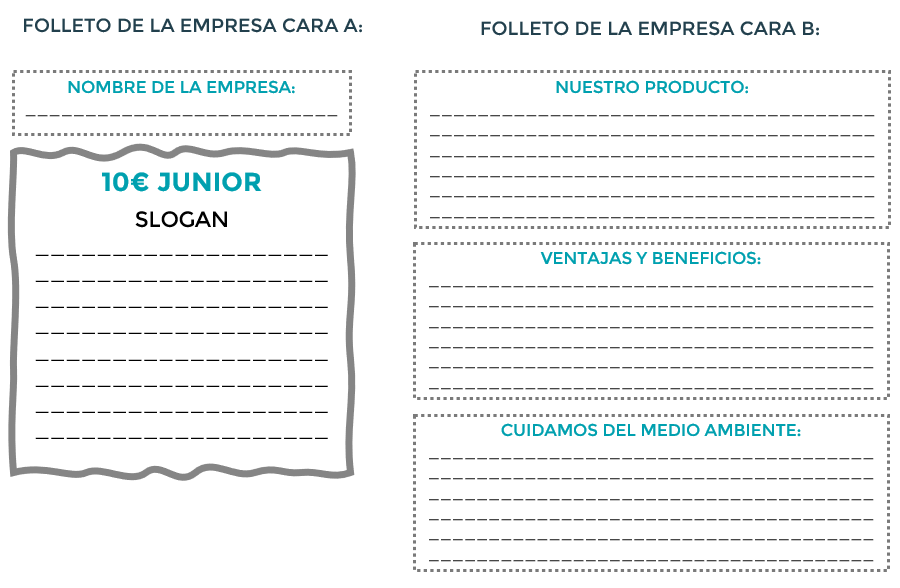 FOLLETO DE LA EMPRESA CARA A:
NOMBRE DE LA EMPRESA:
10€ JUNIOR
SLOGAN
FOLLETO DE LA EMPRESA CARA B:
NUESTRO PRODUCTO:
VENTAJAS Y BENEFICIOS:
CUIDAMOS DEL MEDIO AMBIENTE: